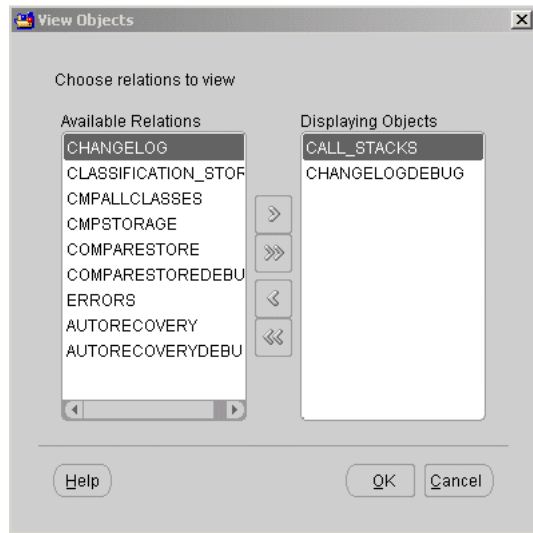 View Objects
Choose relations to view
Available Relations
CHANGELOG
CLASSIFICATION_STOR
CMPALLCLASSES
CMPSTORAGE
COMPARESTORE
COMPARESTOREDEBU
ERRORS
AUTORECOVERY
AUTORECOVERYDEBU
Displaying Objects
CALL_STACKS
CHANGELOGDEBUG
Help
OK
Cancel